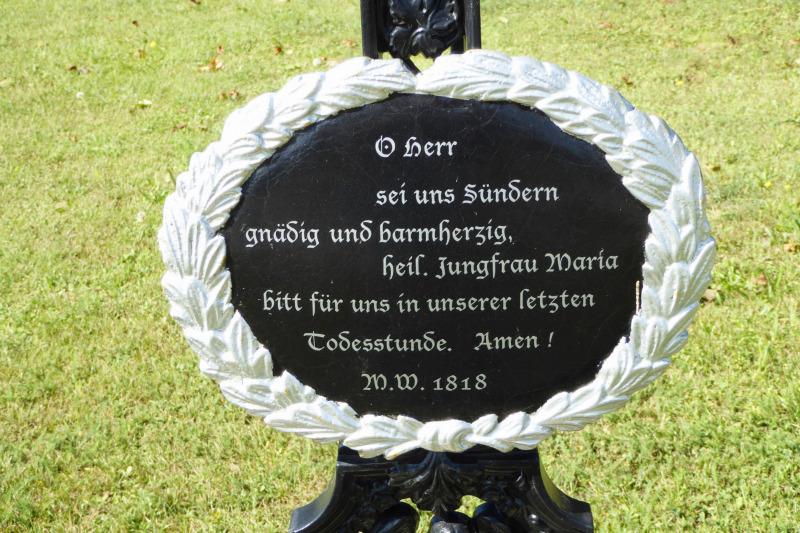 O Herr
sei uns Sündern
gnädig und barmherzig,
heil. Jungfrau Maria
bitt für uns in unserer letzten
Todesstunde. Amen!
M.W. 1818